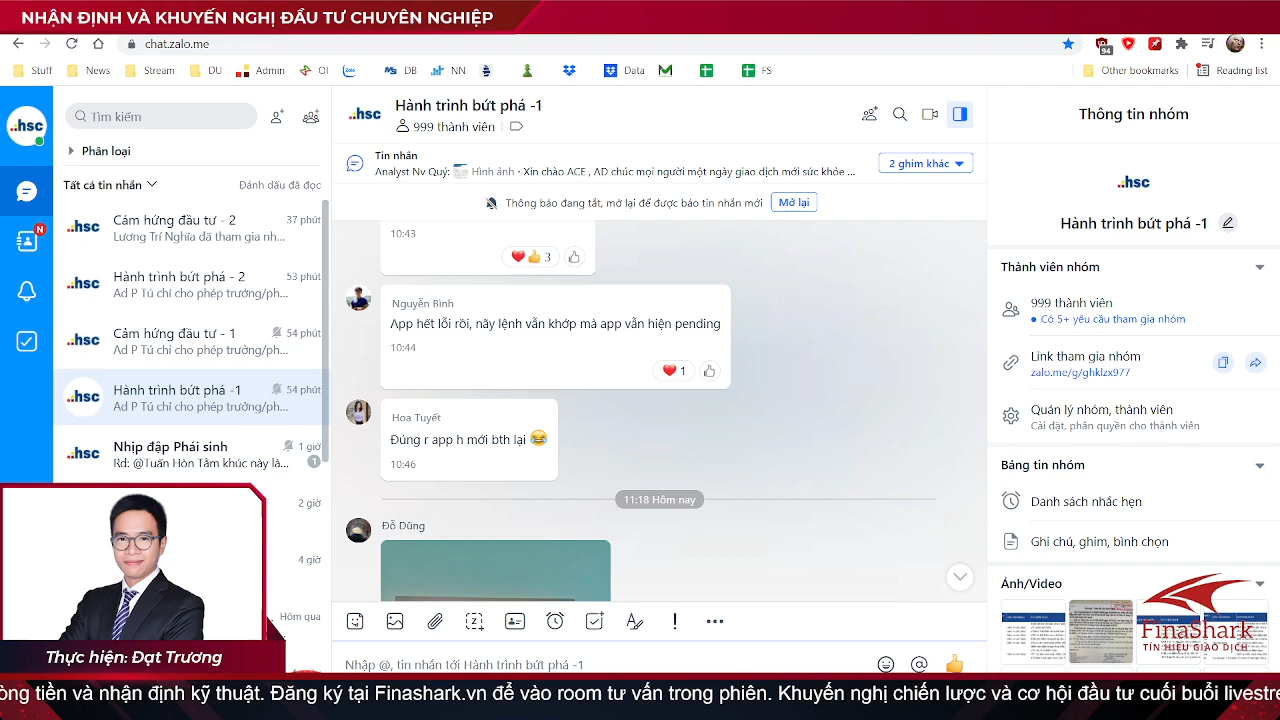 NHẬN ĐỊNH VÀ KHUYẾN NGHỊ ĐẦU TƯ CHUYÊN NGHIỆP
chat.zalo.me
94
Stuff
News
Stream
DU
Admin
OI
DB
NN
Data
FS
Other bookmarks
Reading list
.hsc
Tìm kiếm
Phân loại
Tất cả tin nhắn
Đánh dấu đã đọc
.hsc
Cảm hứng đầu tư - 2
37 phút
Lương Trí Nghĩa đã tham gia nh...
.hsc
Hành trình bứt phá - 2
53 phút
Ad P Tú chỉ cho phép trưởng/ph...
.hsc
Cảm hứng đầu tư - 1
54 phút
Ad P Tú chỉ cho phép trưởng/ph...
.hsc
Hành trình bứt phá -1
54 phút
Ad P Tú chỉ cho phép trưởng/ph...
.hsc
Nhịp đập Phái sinh
1 giờ
Rd: @Tuấn Hòn Tằm khúc này là...
1
2 giờ
4 giờ
Hôm qua
N
.hsc
Hành trình bứt phá -1
999 thành viên
Tin nhắn
Analyst Nv Quý: Hình ảnh • Xin chào ACE , AD chúc mọi người một ngày giao dịch mới sức khỏe ...
2 ghim khác
Thông báo đang tắt, mở lại để được báo tin nhắn mới
Mở lại
10:43
3
Nguyễn Bình
App hết lỗi rồi, nãy lệnh vẫn khớp mà app vẫn hiện pending
10:44
1
Hoa Tuyết
Đúng r app h mới bth lại
10:46
11:18 Hôm nay
Đỗ Dũng
Thông tin nhóm
.hsc
Hành trình bứt phá -1
Thành viên nhóm
999 thành viên
Có 5+ yêu cầu tham gia nhóm
Link tham gia nhóm
zalo.me/g/ghklzx977
Quản lý nhóm, thành viên
Cài đặt, phân quyền cho thành viên
Bảng tin nhóm
Danh sách nhắc hẹn
Ghi chú, ghim, bình chọn
Ảnh/Video
FinaShark
TÍN HIỆU GIAO DỊCH
Thực hiện: Đạt Trương
òng tiền và nhận định kỹ thuật. Đăng ký tại Finashark.vn để vào room tư vấn trong phiên. Khuyến nghị chiến lược và cơ hội đầu tư cuối buổi livestre